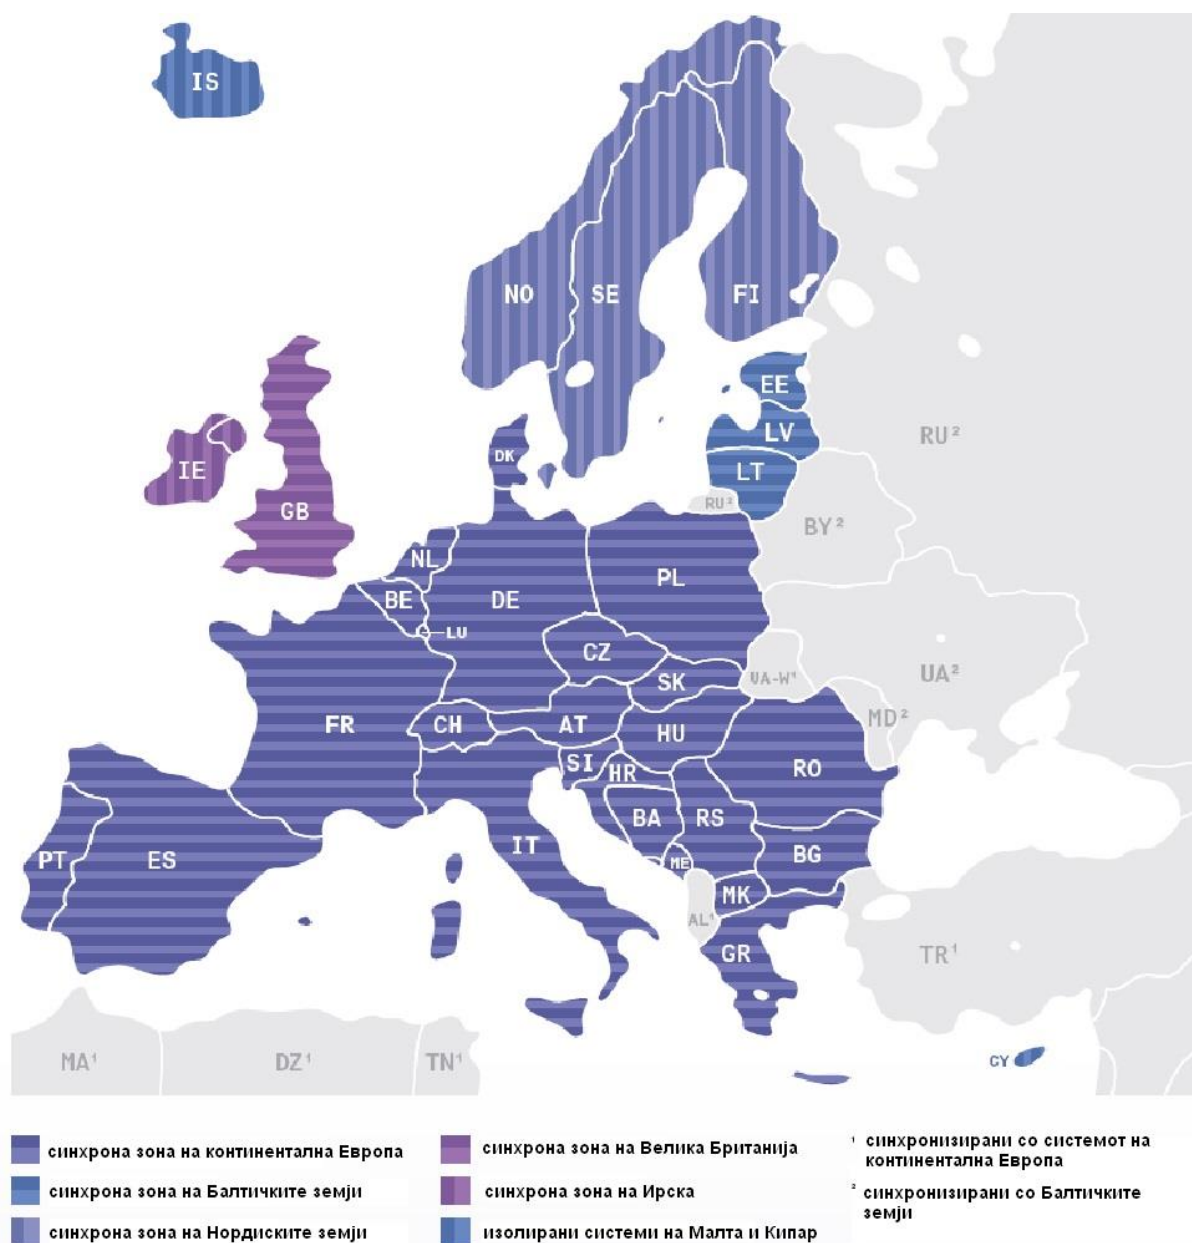 IS
NO
SE
FI
EE
LV
LT
RU²
RU²
BY²
DK
IE
GB
NL
BE
LU
DE
PL
CZ
SK
UA-W¹
UA²
MD²
FR
CH
AT
HU
SI
HR
RO
BA
RS
BG
PT
ES
IT
ME
MK
AL¹
GR
TR¹
MA¹
DZ¹
TN¹
CY
синхрона зона на континентална Европа
синхрона зона на Балтичките земји
синхрона зона на Нордиските земји
синхрона зона на Велика Британија
синхрона зона на Ирска
изолирани системи на Малта и Кипар
¹ синхронизирани со системот на
континентална Европа
² синхронизирани со Балтичките
земји